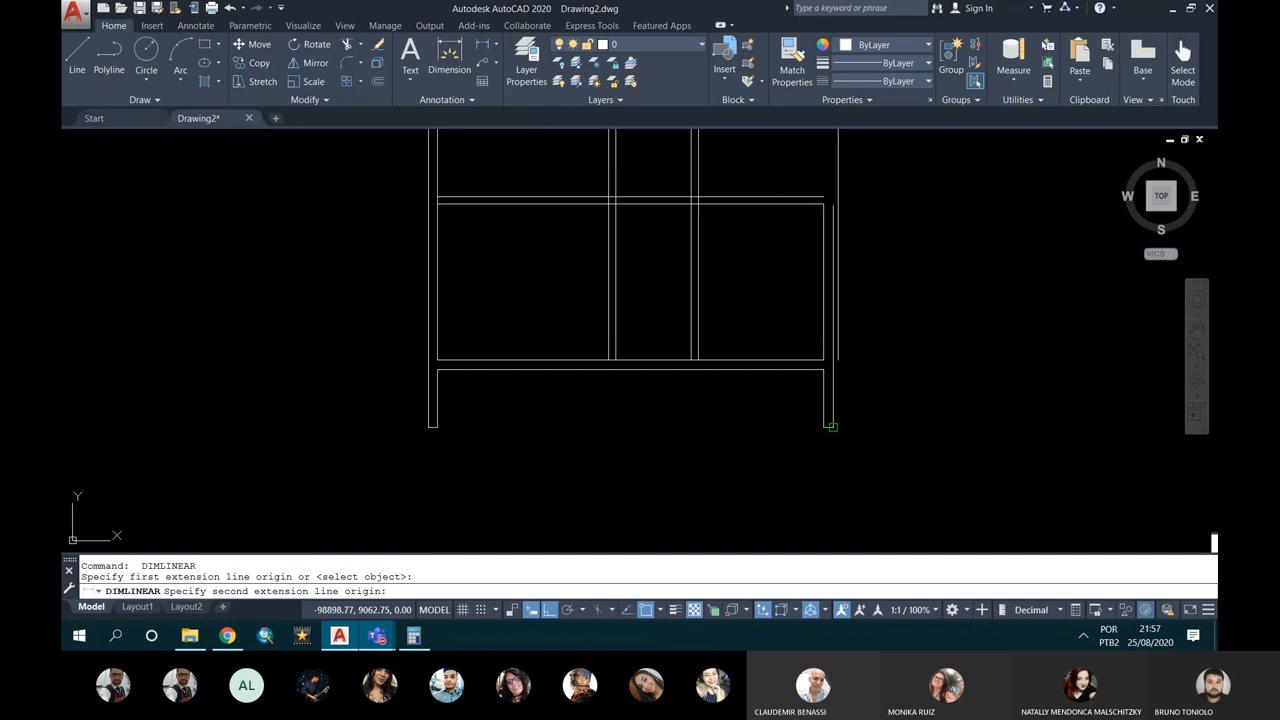 Autodesk AutoCAD 2020 Drawing2.dwg
Type a keyword or phrase
Sign In
Home Insert Annotate Parametric View Manage Output Add-ins Collaborate Express Tools Featured Apps
Line
Polyline
Circle
Arc
Move
Rotate
Copy
Mirror
Stretch
Scale
Text
Dimension
Layer
Properties
0
Insert
Match
Properties
ByLayer
ByLayer
ByLayer
Group
Measure
Paste
Base
Select
Mode
Draw Modify Annotation Layers Block Properties Groups Utilities Clipboard View Touch
Start Drawing2*
N
W TOP E
S
WCS
Y
X
Command: DIMLINEAR
Specify first extension line origin or <select object>:
DIMLINEAR Specify second extension line origin:
Model Layout1 Layout2
-98898.77, 9062.75, 0.00 MODEL
1:1 / 100%
Decimal
POR
PTB2
21:57
25/08/2020
AL
CLAUDEMIR BENASSI
MONIKA RUIZ
NATALLY MENDONCA MALSCHITZKY
BRUNO TONIOLO